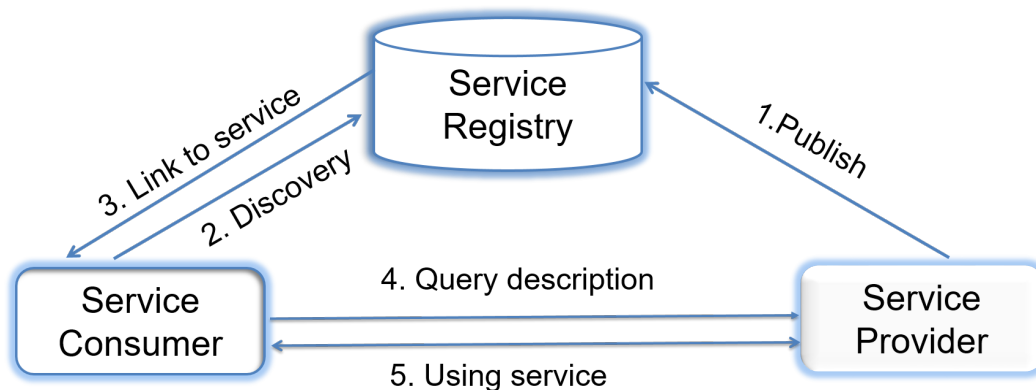 Service
Registry
1.Publish
3. Link to service
2. Discovery
Service
Consumer
4. Query description
Service
Provider
5. Using service